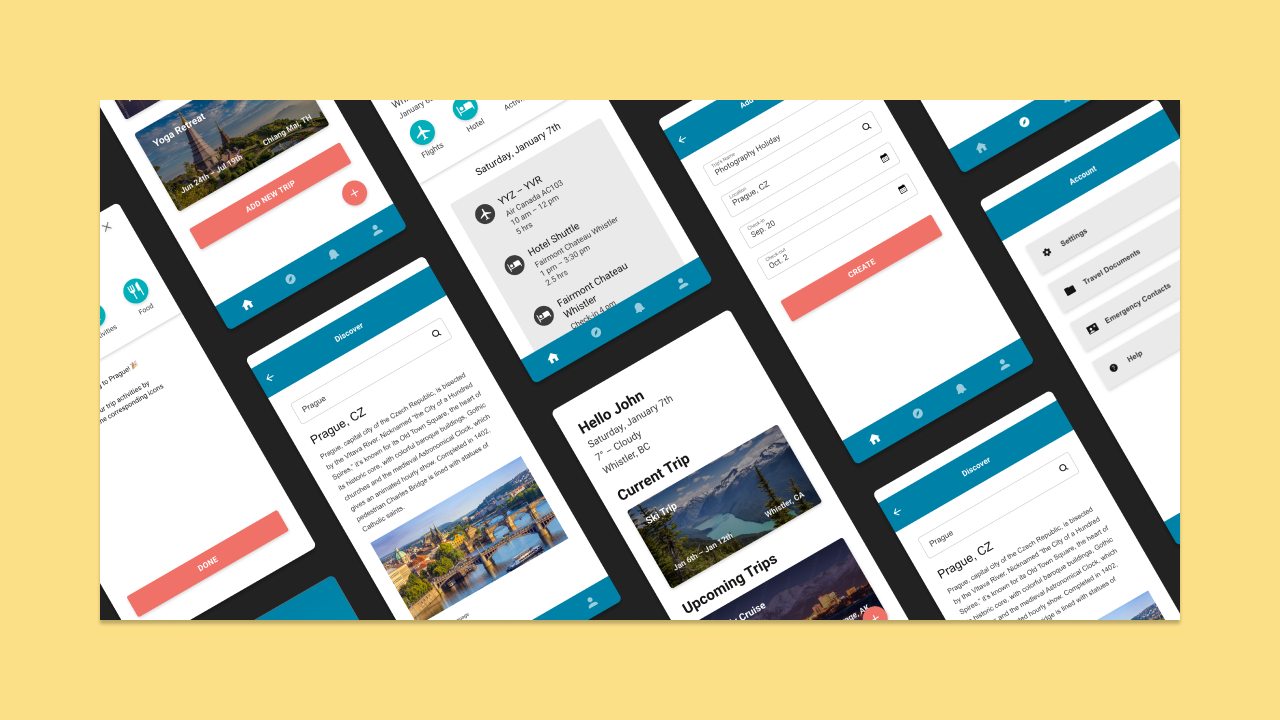 Yoga Retreat
Jun 24th – Jul 19th
Chiang Mai, TH
ADD NEW TRIP
Food
to Prague! 🎉
trip activities by
corresponding icons
DONE
Discover
Prague
Prague, CZ
Prague, capital city of the Czech Republic, is bisected
by the Vltava River. Nicknamed “the City of a Hundred
Spires,” it's known for its Old Town Square, the heart of
its historic core, with colorful baroque buildings, Gothic
churches and the medieval Astronomical Clock, which
gives an animated hourly show. Completed in 1402,
pedestrian Charles Bridge is lined with statues of
Catholic saints.
January
Flights
Hotel
Saturday, January 7th
YYZ – YVR
Air Canada AC103
10 am – 12 pm
5 hrs
Hotel Shuttle
Fairmont Chateau Whistler
1 pm – 3:30 pm
2.5 hrs
Fairmont Chateau
Whistler
Check-in 4 pm
Hello John
Saturday, January 7th
7° – Cloudy
Whistler, BC
Current Trip
Ski Trip
Jan 6th – Jan 12th
Whistler, CA
Upcoming Trips
Cruise
AK
Trip's Name
Photography Holiday
Location
Prague, CZ
Check-in
Sep. 20
Check-out
Oct. 2
CREATE
Discover
Prague
Prague, CZ
Prague, capital city of the Czech Republic, is bisected
by the Vltava River. Nicknamed “the City of a Hundred
Spires,” it's known for its Old Town Square, the heart of
historic core, with colorful baroque buildings, Gothic
and the medieval Astronomical Clock, which
hourly show. Completed in 1402,
is lined with statues of
Account
Settings
Travel Documents
Emergency Contacts
Help